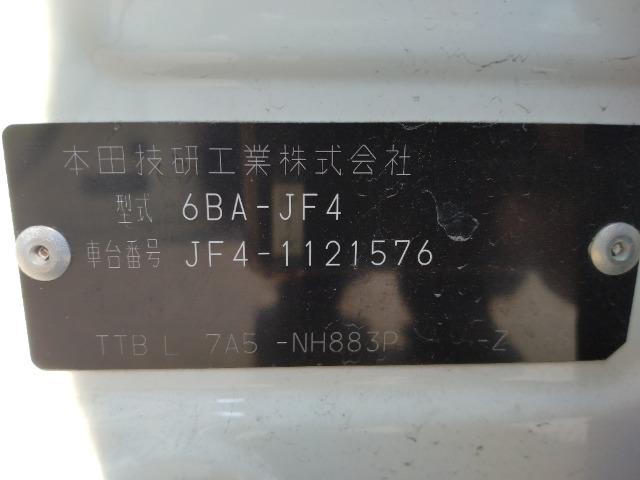 本田技研工業株式会社
型式 6BA-JF4
車台番号 JF4-1121576
TTB L 7A5 -NH883P -Z